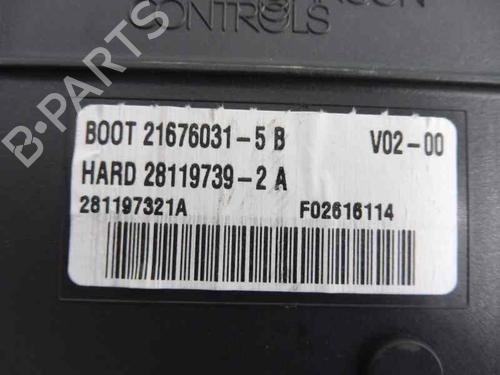 CONTROLS
BOOT 21676031-5 B V02-00
HARD 28119739-2 A
281197321A F02616114
B-PARTS